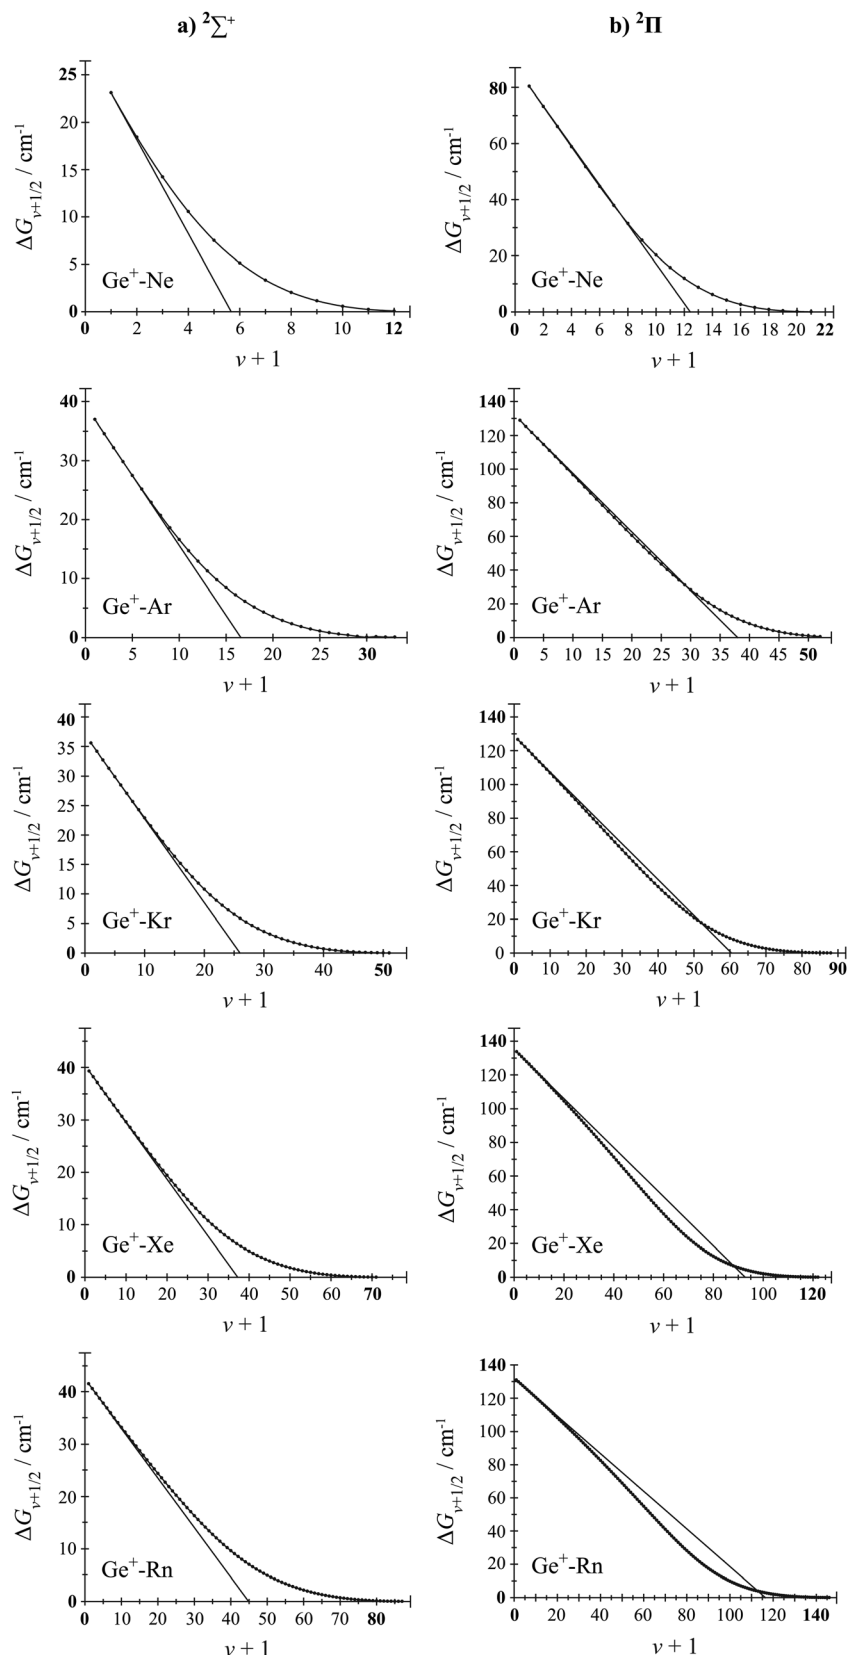 a) ²∑⁺
b) ²Π
25
20
15
10
5
0
ΔG_{v+1/2} / cm⁻¹
Ge⁺-Ne
0 2 4 6 8 10 12
v + 1
80
60
40
20
0
ΔG_{v+1/2} / cm⁻¹
Ge⁺-Ne
0 2 4 6 8 10 12 14 16 18 20 22
v + 1
40
30
20
10
0
ΔG_{v+1/2} / cm⁻¹
Ge⁺-Ar
0 5 10 15 20 25 30
v + 1
140
120
100
80
60
40
20
0
ΔG_{v+1/2} / cm⁻¹
Ge⁺-Ar
0 5 10 15 20 25 30 35 40 45 50
v + 1
40
35
30
25
20
15
10
5
0
ΔG_{v+1/2} / cm⁻¹
Ge⁺-Kr
0 10 20 30 40 50
v + 1
140
120
100
80
60
40
20
0
ΔG_{v+1/2} / cm⁻¹
Ge⁺-Kr
0 10 20 30 40 50 60 70 80 90
v + 1
40
30
20
10
0
ΔG_{v+1/2} / cm⁻¹
Ge⁺-Xe
0 10 20 30 40 50 60 70
v + 1
140
120
100
80
60
40
20
0
ΔG_{v+1/2} / cm⁻¹
Ge⁺-Xe
0 20 40 60 80 100 120
v + 1
40
30
20
10
0
ΔG_{v+1/2} / cm⁻¹
Ge⁺-Rn
0 10 20 30 40 50 60 70 80
v + 1
140
120
100
80
60
40
20
0
ΔG_{v+1/2} / cm⁻¹
Ge⁺-Rn
0 20 40 60 80 100 120 140
v + 1